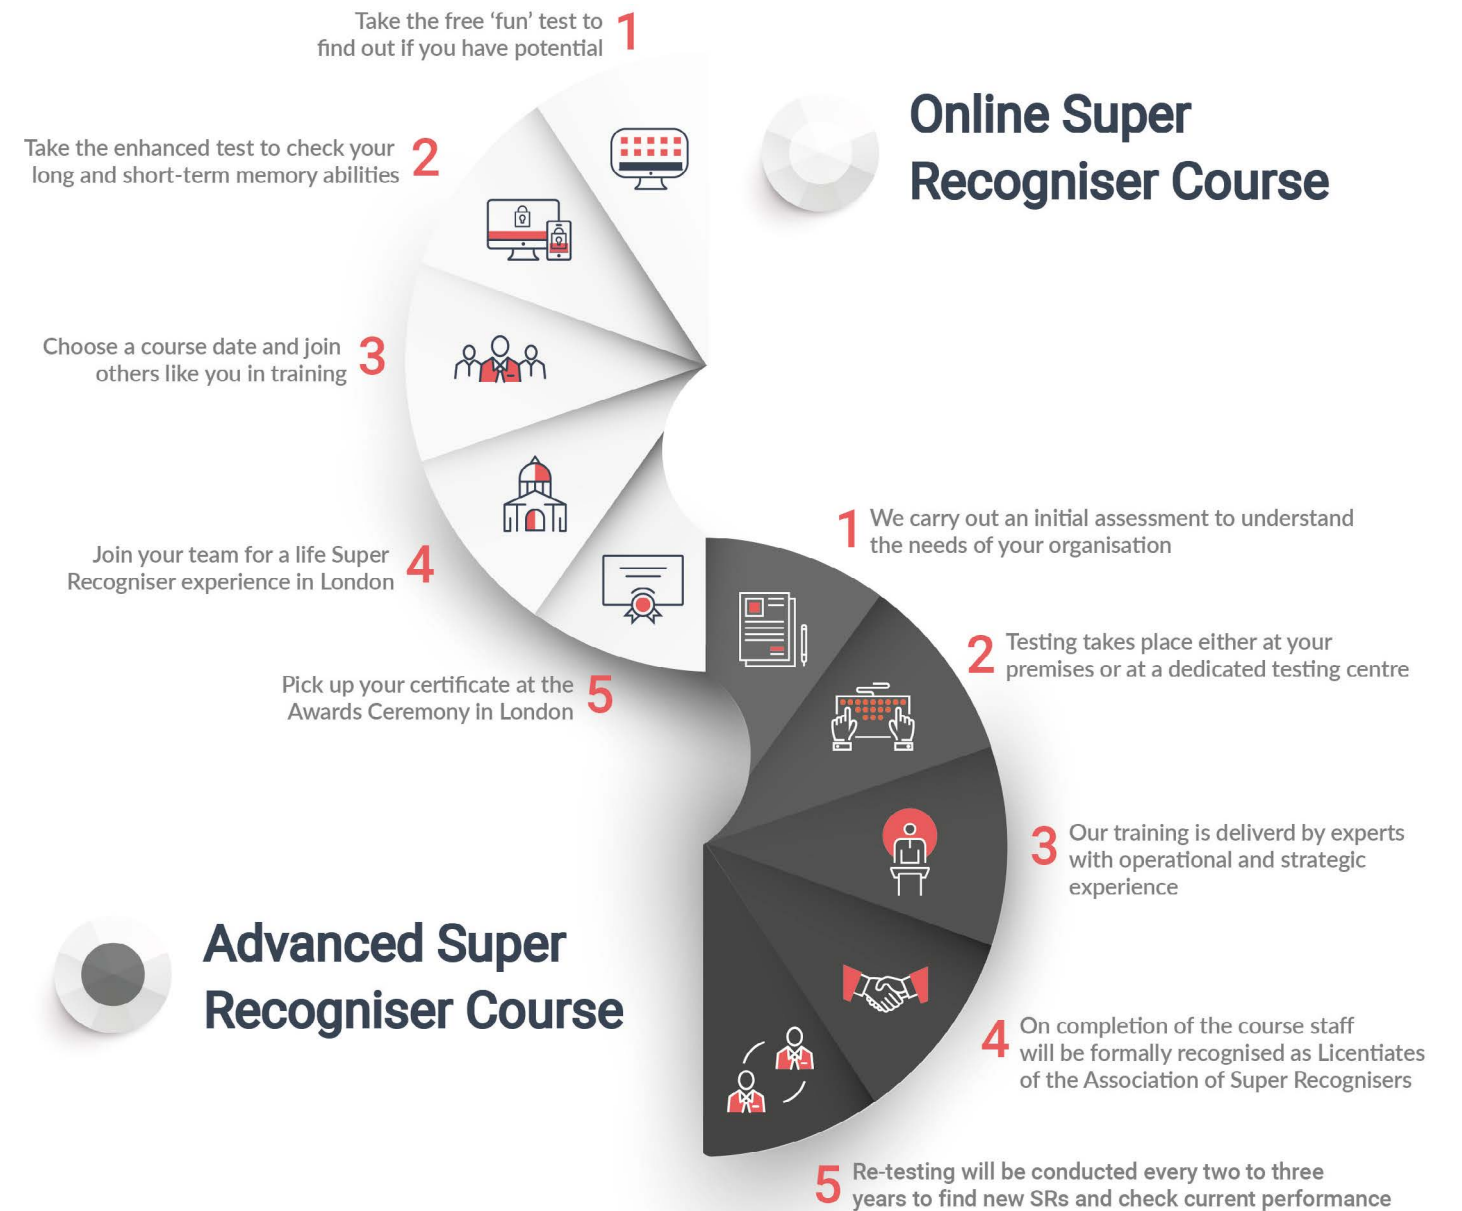 Take the free ‘fun’ test to
find out if you have potential
1
Online Super
Recogniser Course
Take the enhanced test to check your
long and short-term memory abilities
2
Choose a course date and join
others like you in training
3
Join your team for a life Super
Recogniser experience in London
4
Pick up your certificate at the
Awards Ceremony in London
5
1
We carry out an initial assessment to understand
the needs of your organisation
2
Testing takes place either at your
premises or at a dedicated testing centre
3
Our training is deliverd by experts
with operational and strategic
experience
Advanced Super
Recogniser Course
4
On completion of the course staff
will be formally recognised as Licentiates
of the Association of Super Recognisers
5
Re-testing will be conducted every two to three
years to find new SRs and check current performance